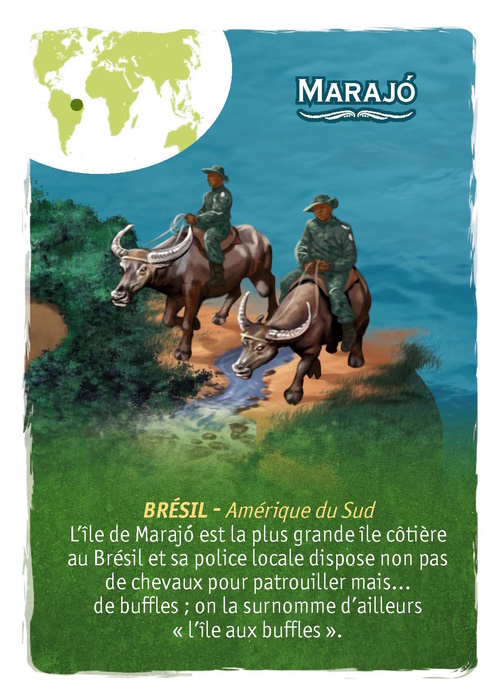 MARAJÓ
BRÉSIL - Amérique du Sud
L'île de Marajó est la plus grande île côtière
au Brésil et sa police locale dispose non pas
de chevaux pour patrouiller mais...
de buffles ; on la surnomme d'ailleurs
« l'île aux buffles ».